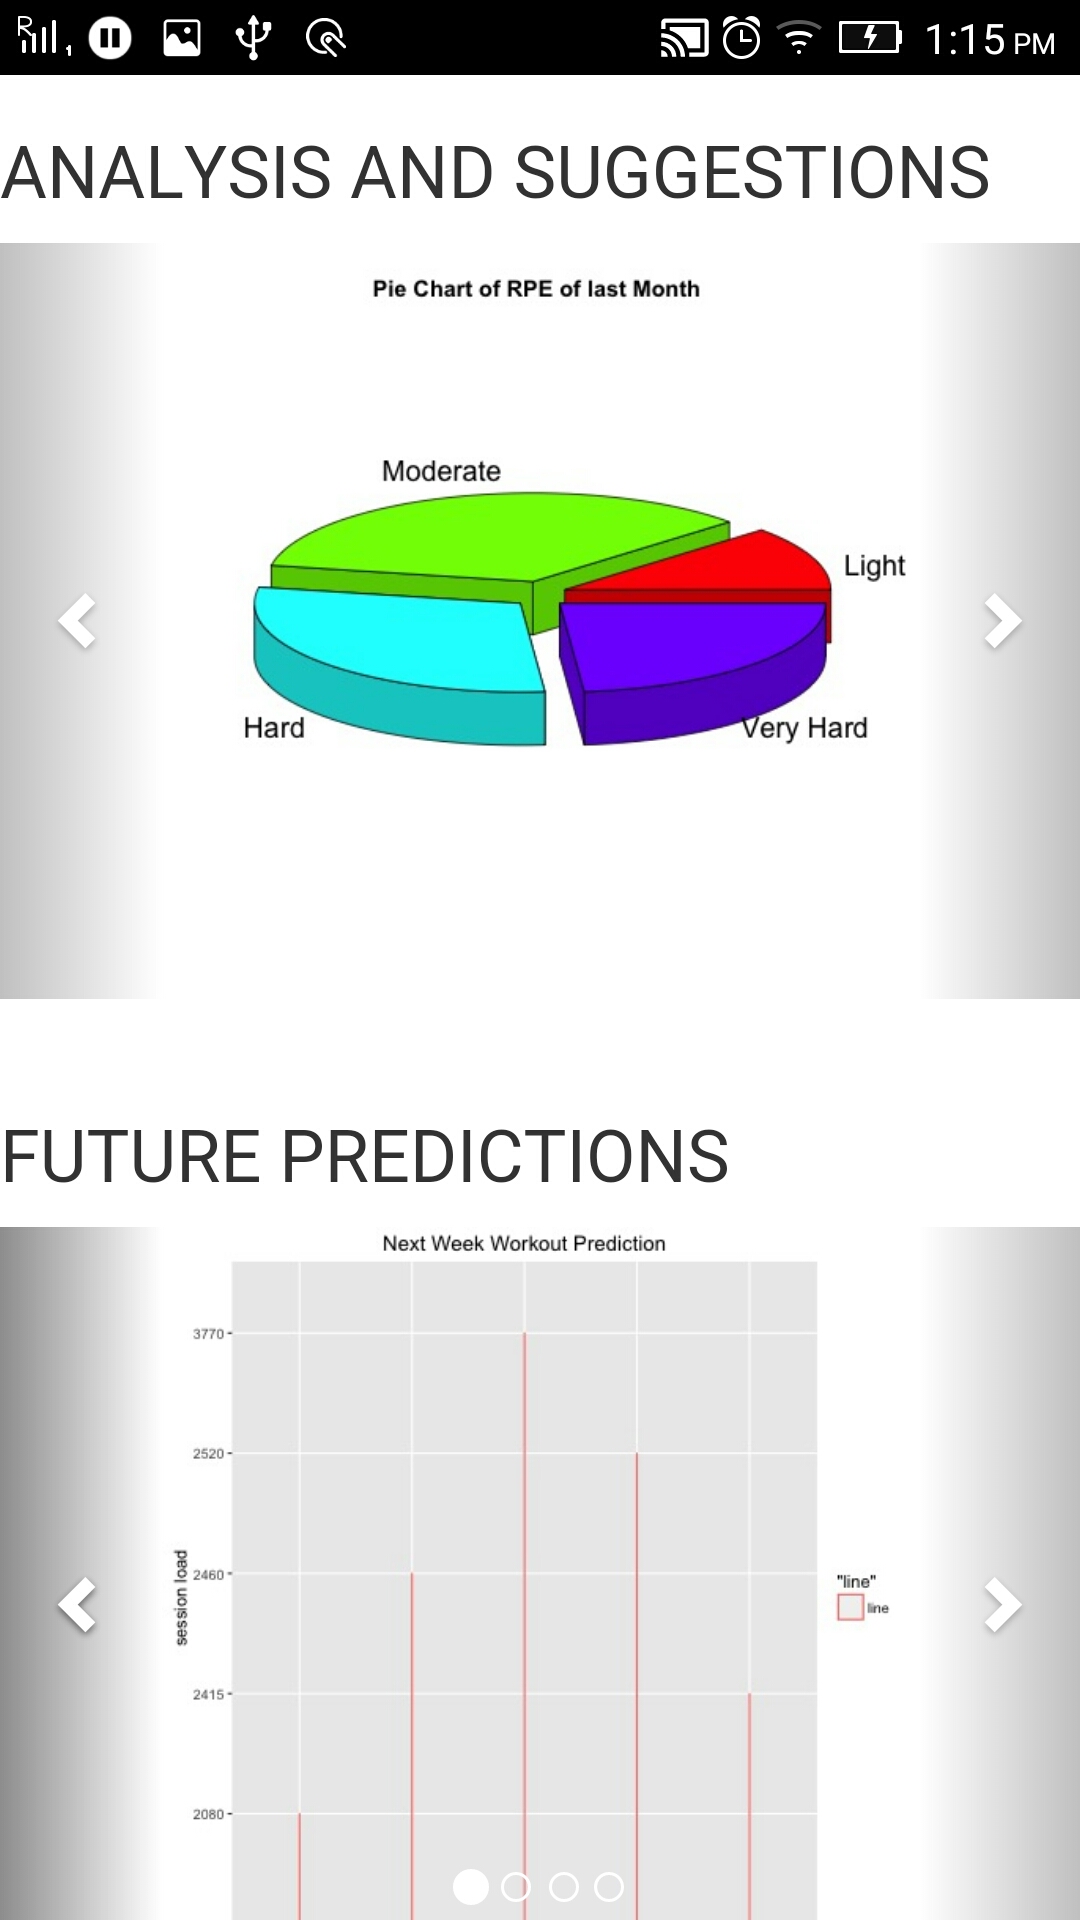 R
1
1:15 PM
ANALYSIS AND SUGGESTIONS
Pie Chart of RPE of last Month
Moderate
Light
Hard
Very Hard
FUTURE PREDICTIONS
Next Week Workout Prediction
3770
2520
session load
2460
"line"
line
2415
2080